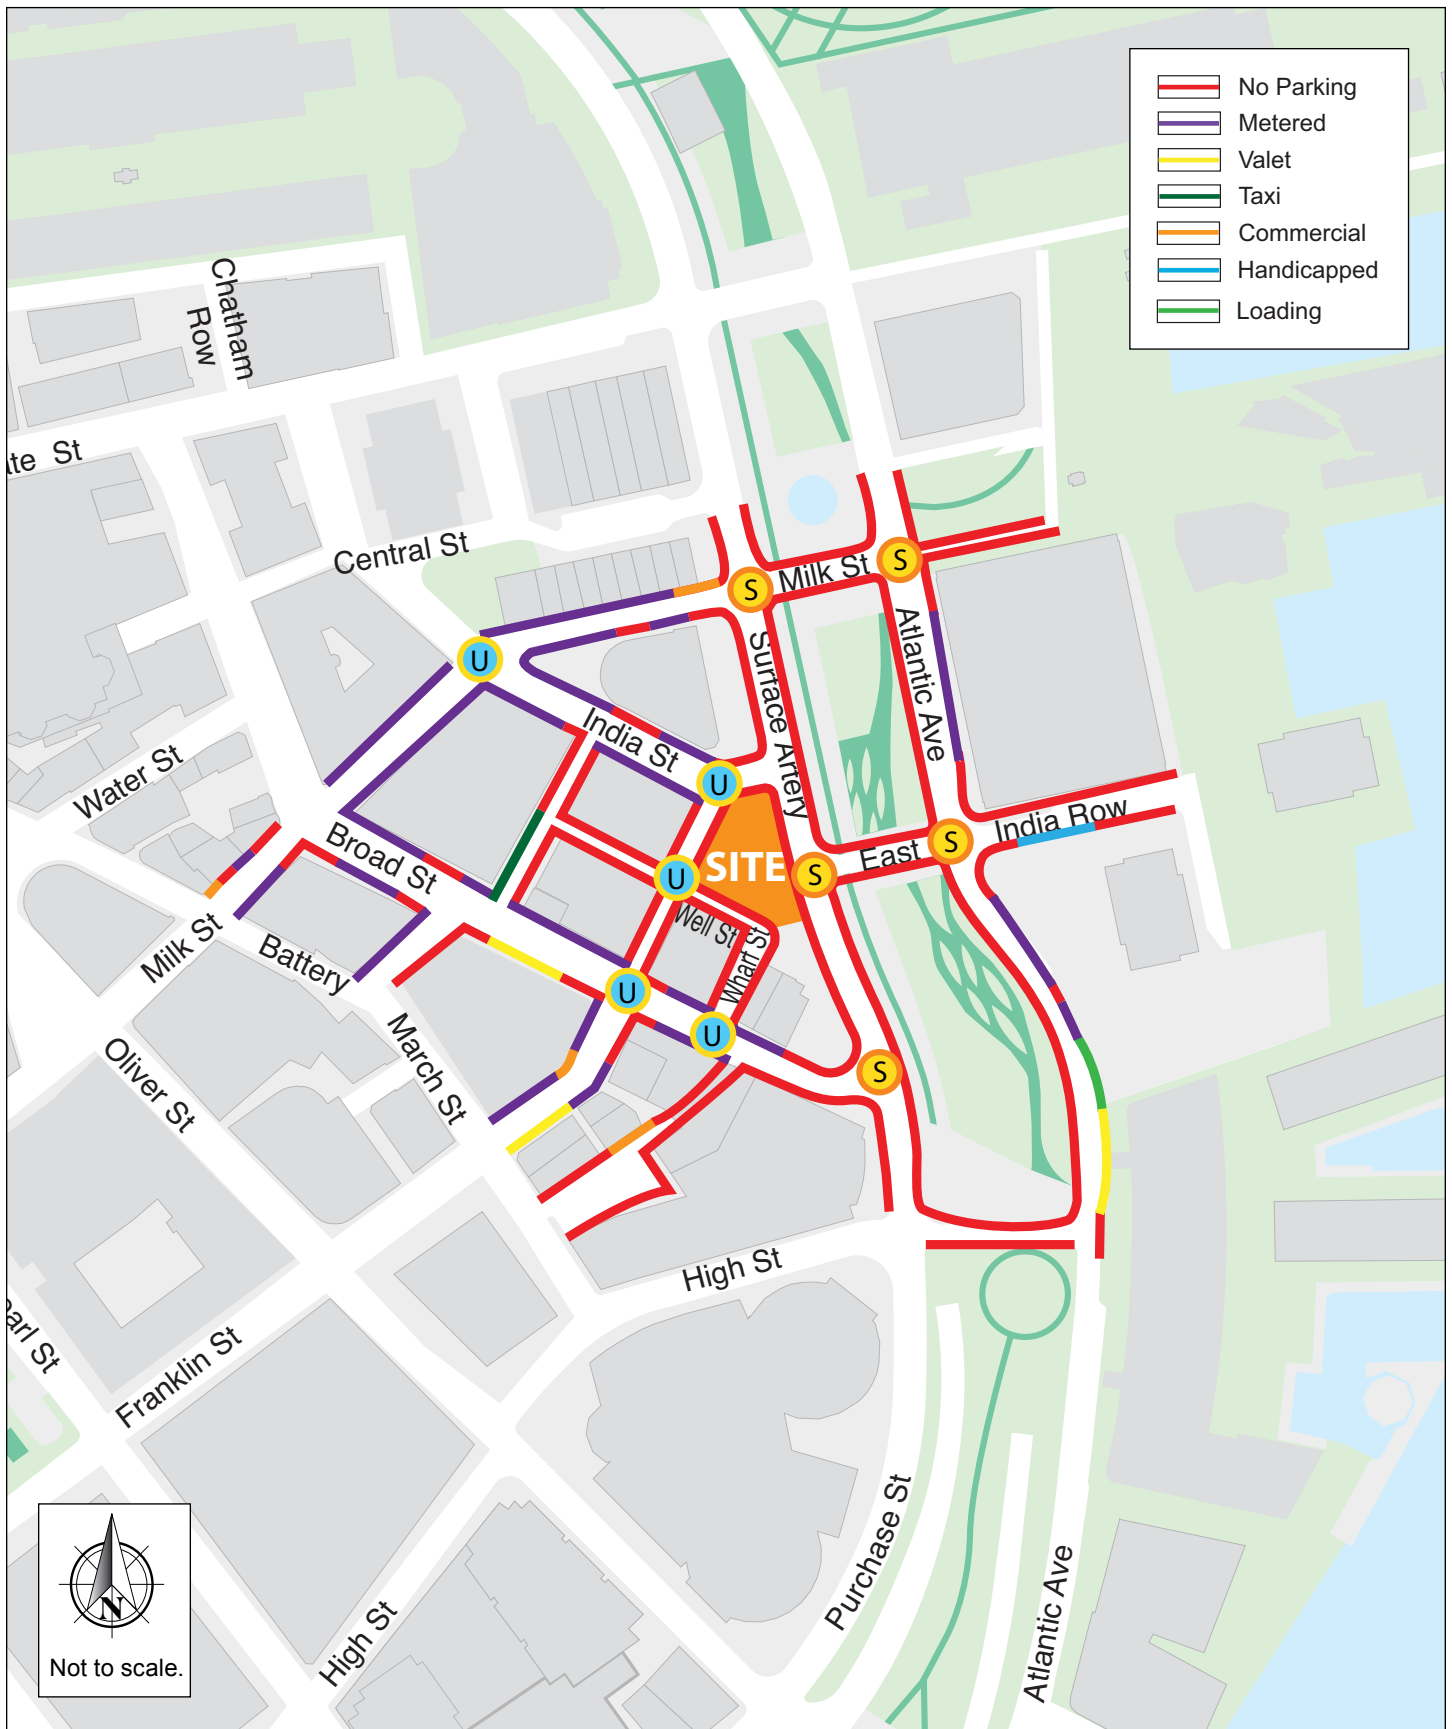 No Parking
Metered
Valet
Taxi
Commercial
Handicapped
Loading
Chatham
Row
ate St
Central St
S
Milk St
S
U
Surface Artery
Atlantic Ave
India St
Water St
U
Broad St
SITE
East
India Row
S
U
S
Well St
Wharf St
Milk St
Battery
U
U
March St
S
Oliver St
High St
earl St
Franklin St
Purchase St
Atlantic Ave
High St
N
Not to scale.